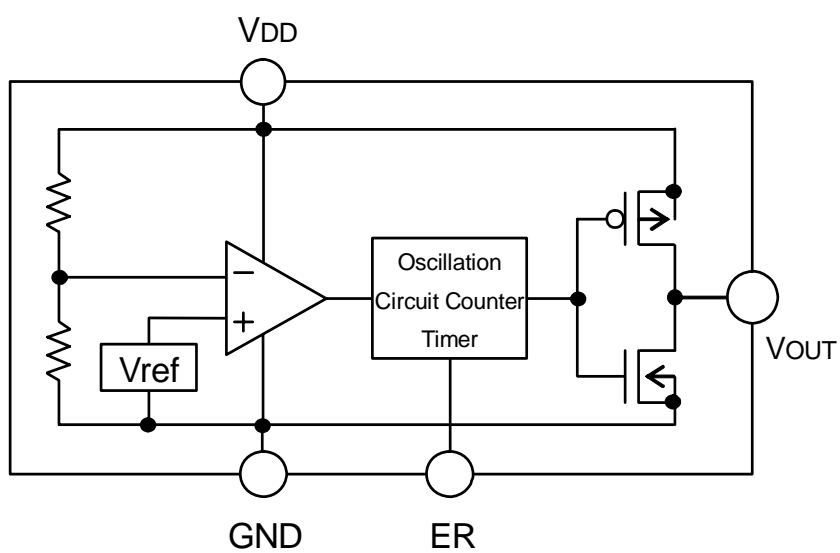 VDD
Oscillation
Circuit Counter
Timer
−
+
Vref
VOUT
GND
ER